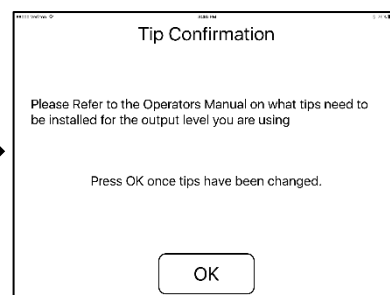 Tip Confirmation
Please Refer to the Operators Manual on what tips need to
be installed for the output level you are using
Press OK once tips have been changed.
OK